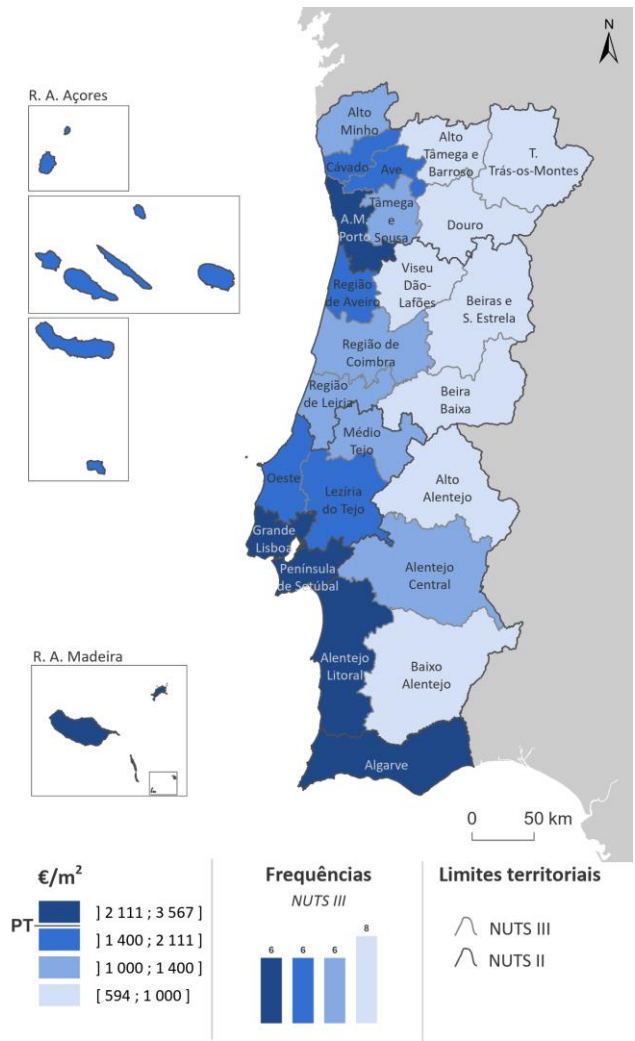 N
R. A. Açores
Alto
Minho
Cávado
Ave
Alto
Tâmega e
Barroso
T.
Trás-os-Montes
A.M.
Porto
Tâmega
e
Sousa
Douro
Região
de Aveiro
Viseu
Dão-
Lafões
Beiras e
S. Estrela
Região de
Coimbra
Região
de Leiria
Beira
Baixa
Médio
Tejo
Oeste
Lezíria
do Tejo
Alto
Alentejo
Grande
Lisboa
Península
de Setúbal
Alentejo
Central
R. A. Madeira
Alentejo
Litoral
Baixo
Alentejo
Algarve
0 50 km
€/m²
] 2 111 ; 3 567 ]
PT
] 1 400 ; 2 111 ]
] 1 000 ; 1 400 ]
[ 594 ; 1 000 ]
Frequências
NUTS III
6 6 6 8
Limites territoriais
NUTS III
NUTS II